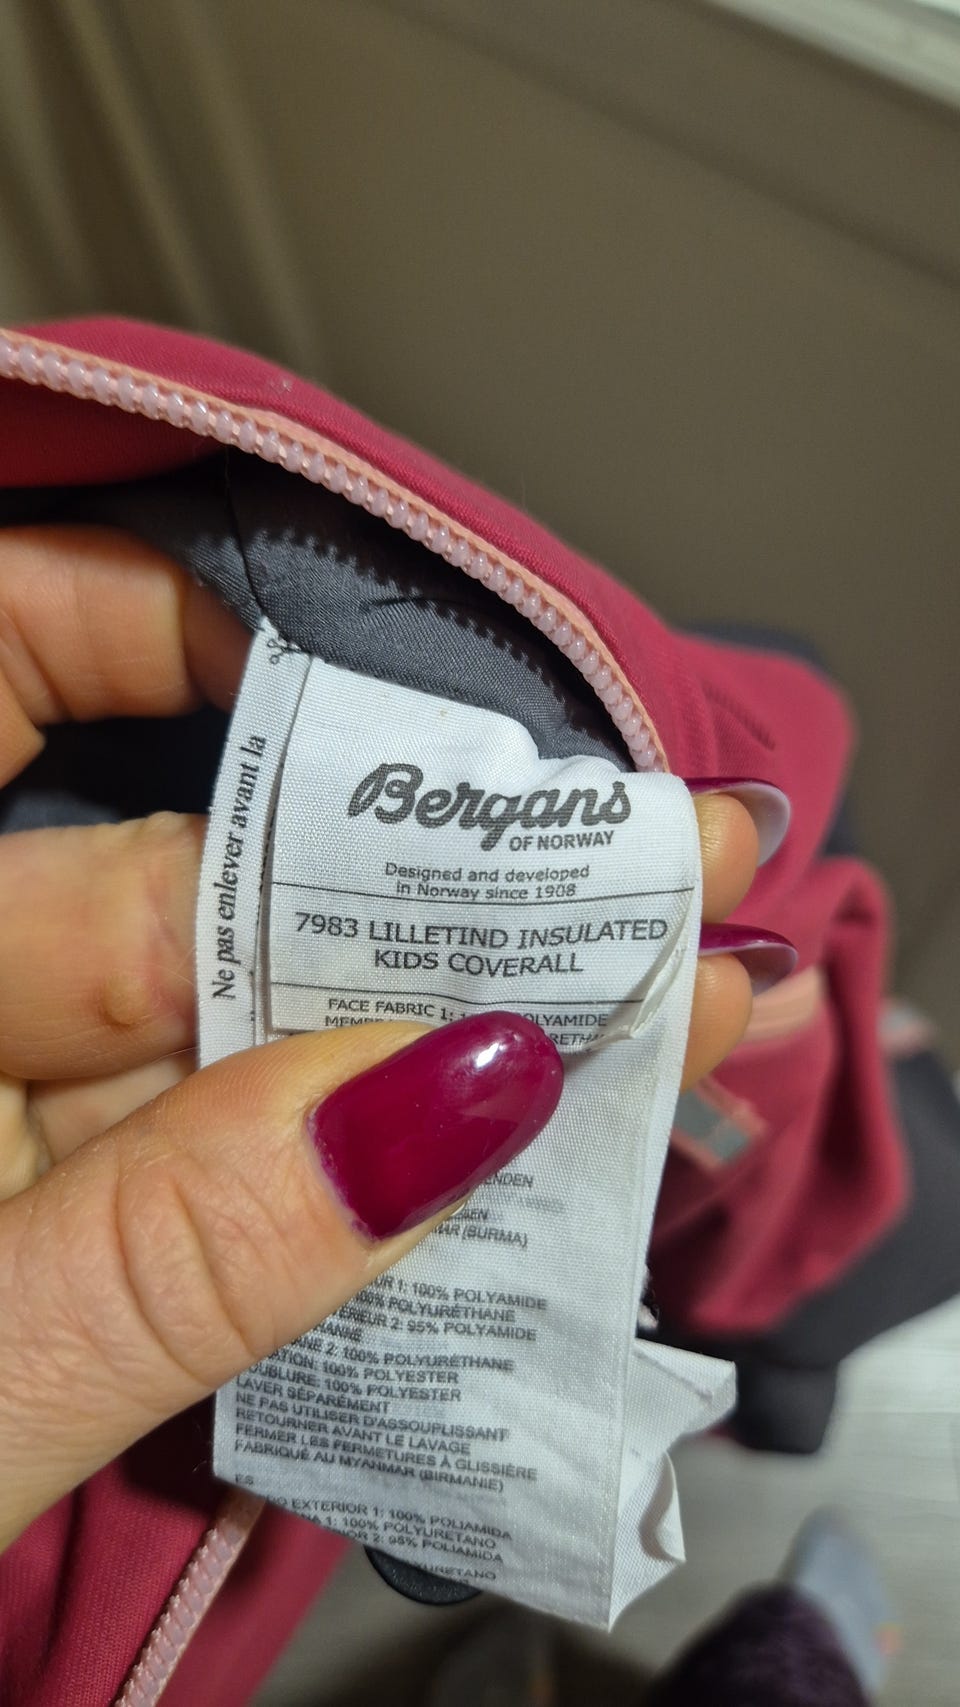 Ne pas enlever avant la
Bergans
OF NORWAY
Designed and developed
in Norway since 1908
7983 LILLETIND INSULATED
KIDS COVERALL
FACE FABRIC 1:
(BURMA)
1: 100% POLYAMIDE
100% POLYURÉTHANE
2: 95% POLYAMIDE
2: 100% POLYURÉTHANE
100% POLYESTER
DOUBLURE: 100% POLYESTER
LAVER SÉPARÉMENT
NE PAS UTILISER D'ASSOUPLISSANT
RETOURNER AVANT LE LAVAGE
FERMER LES FERMETURES À GLISSIÈRE
FABRIQUÉ AU MYANMAR (BIRMANIE)
ES
EXTERIOR 1: 100% POLIAMIDA
1: 100% POLIURETANO
2: 95% POLIAMIDA